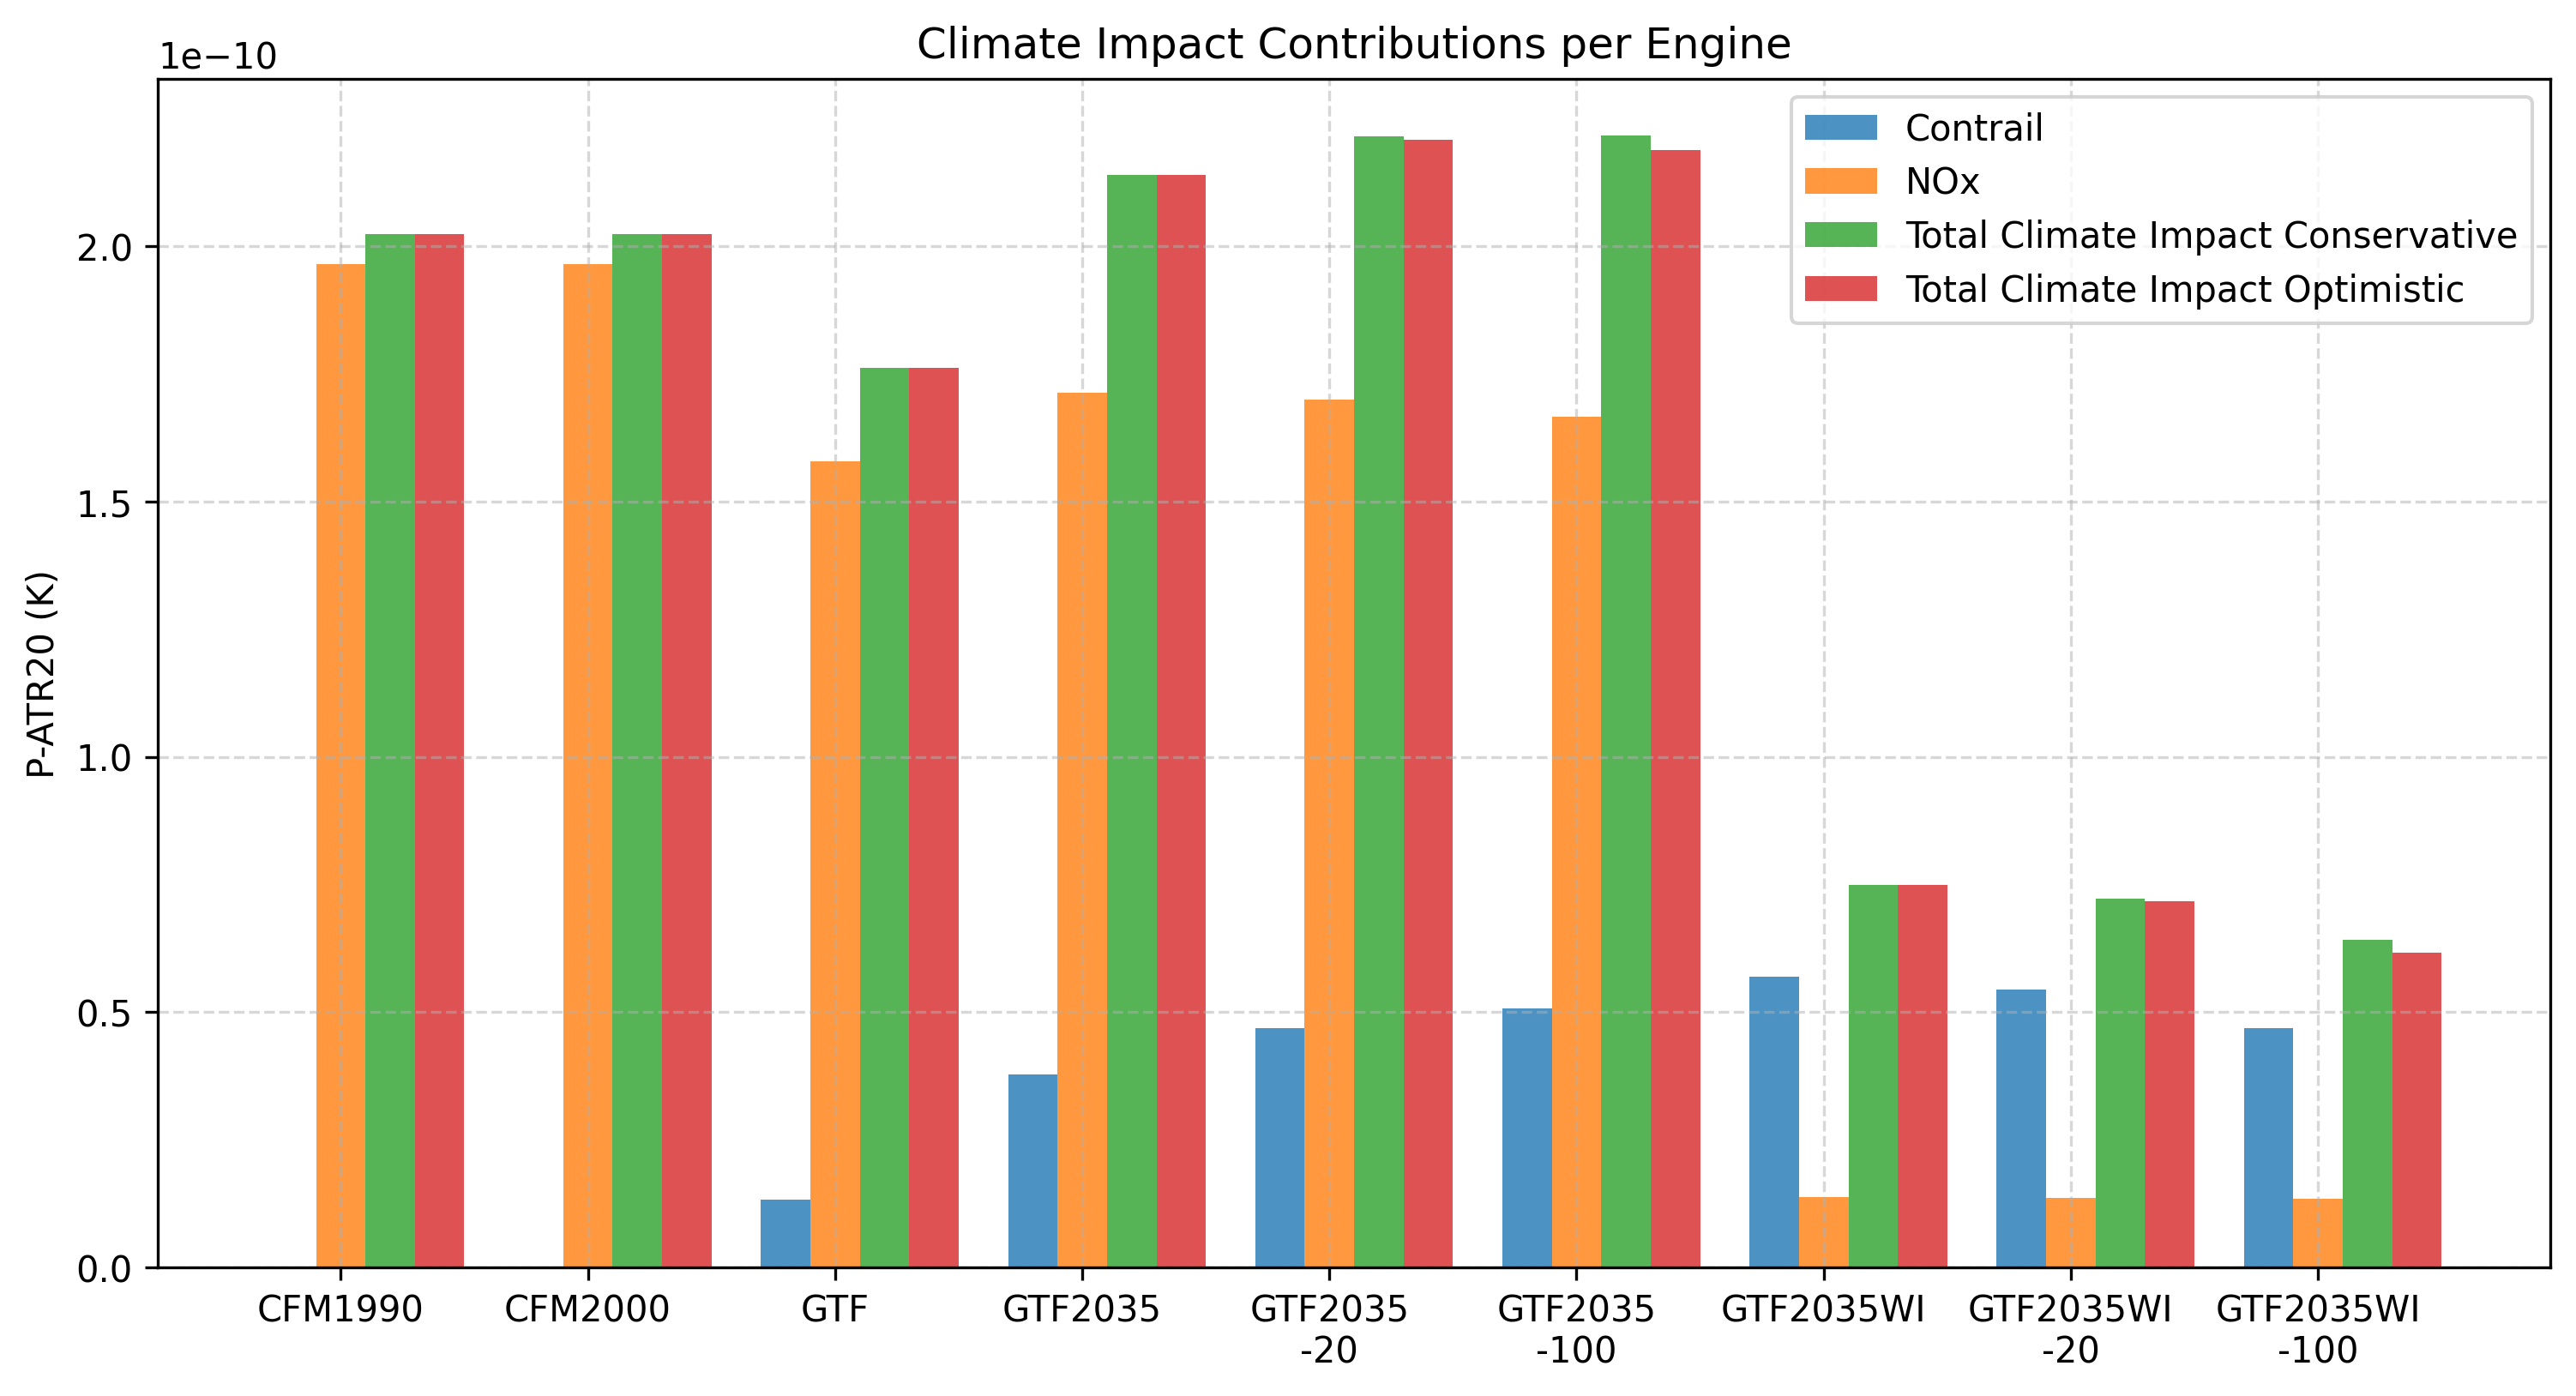 Climate Impact Contributions per Engine
1e−10
Contrail
NOx
Total Climate Impact Conservative
Total Climate Impact Optimistic
P-ATR20 (K)
2.0
1.5
1.0
0.5
0.0
CFM1990 CFM2000 GTF GTF2035 GTF2035 GTF2035 GTF2035WI GTF2035WI GTF2035WI
-20 -100 -20 -100